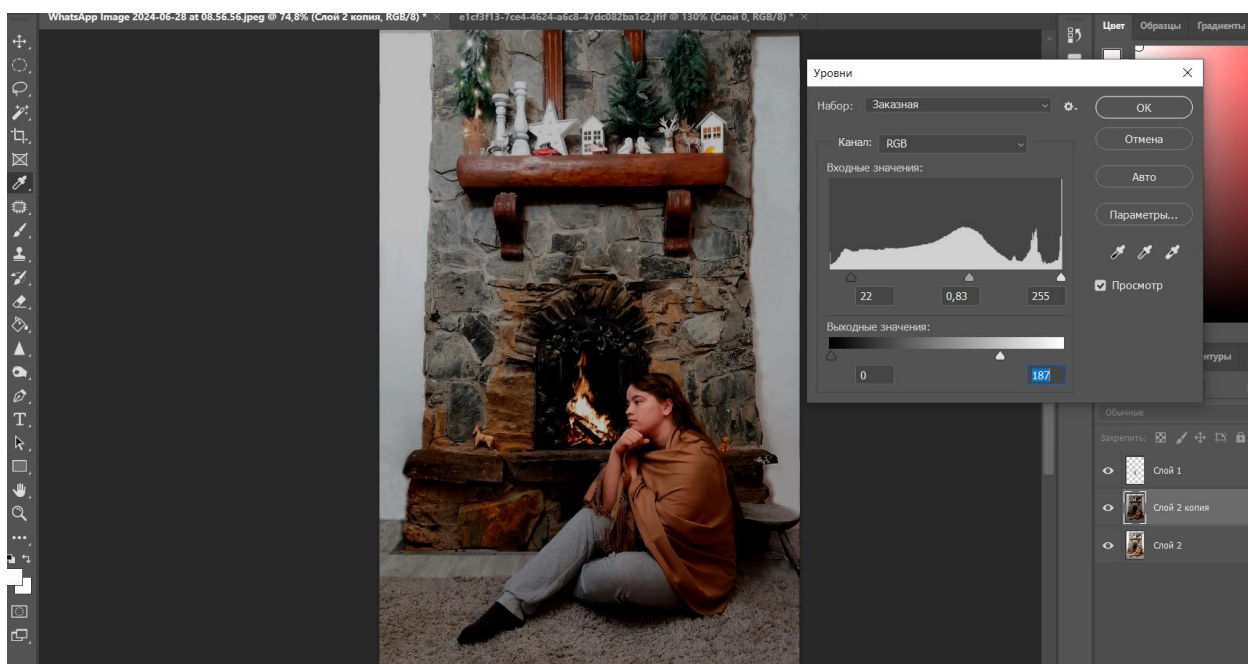 WhatsApp Image 2024-06-28 at 08.56.56.jpeg @ 74,8% (Слой 2 копия, RGB/8) * ×
e1cf3f13-7ce4-4624-a6c8-47dc082ba1c2.jfif @ 130% (Слой 0, RGB/8) * ×
Цвет Образцы Градиенты
Уровни
Набор: Заказная
OK
Канал: RGB
Отмена
Входные значения:
Авто
Параметры...
Просмотр
22 0,83 255
Выходные значения:
0 187
нтуры
Обычные
Закрепить:
Слой 1
Слой 2 копия
Слой 2